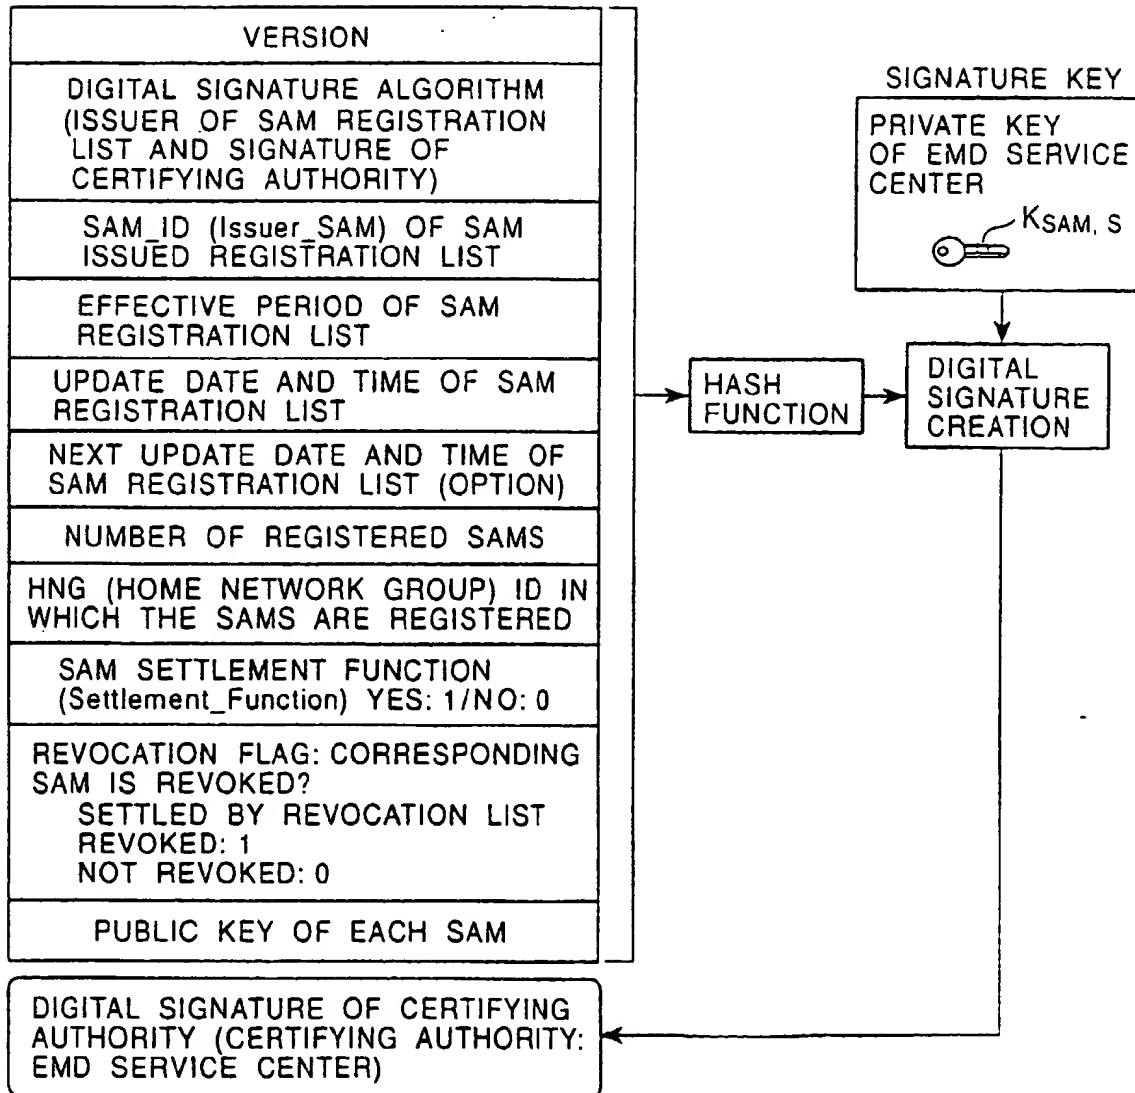 VERSION
DIGITAL SIGNATURE ALGORITHM
(ISSUER OF SAM REGISTRATION
LIST AND SIGNATURE OF
CERTIFYING AUTHORITY)
SAM_ID (Issuer_SAM) OF SAM
ISSUED REGISTRATION LIST
EFFECTIVE PERIOD OF SAM
REGISTRATION LIST
UPDATE DATE AND TIME OF SAM
REGISTRATION LIST
NEXT UPDATE DATE AND TIME OF
SAM REGISTRATION LIST (OPTION)
NUMBER OF REGISTERED SAMS
HNG (HOME NETWORK GROUP) ID IN
WHICH THE SAMS ARE REGISTERED
SAM SETTLEMENT FUNCTION
(Settlement_Function) YES: 1/NO: 0
REVOCATION FLAG: CORRESPONDING
SAM IS REVOKED?
SETTLED BY REVOCATION LIST
REVOKED: 1
NOT REVOKED: 0
PUBLIC KEY OF EACH SAM
HASH
FUNCTION
SIGNATURE KEY
PRIVATE KEY
OF EMD SERVICE
CENTER
KSAM, S
DIGITAL
SIGNATURE
CREATION
DIGITAL SIGNATURE OF CERTIFYING
AUTHORITY (CERTIFYING AUTHORITY:
EMD SERVICE CENTER)